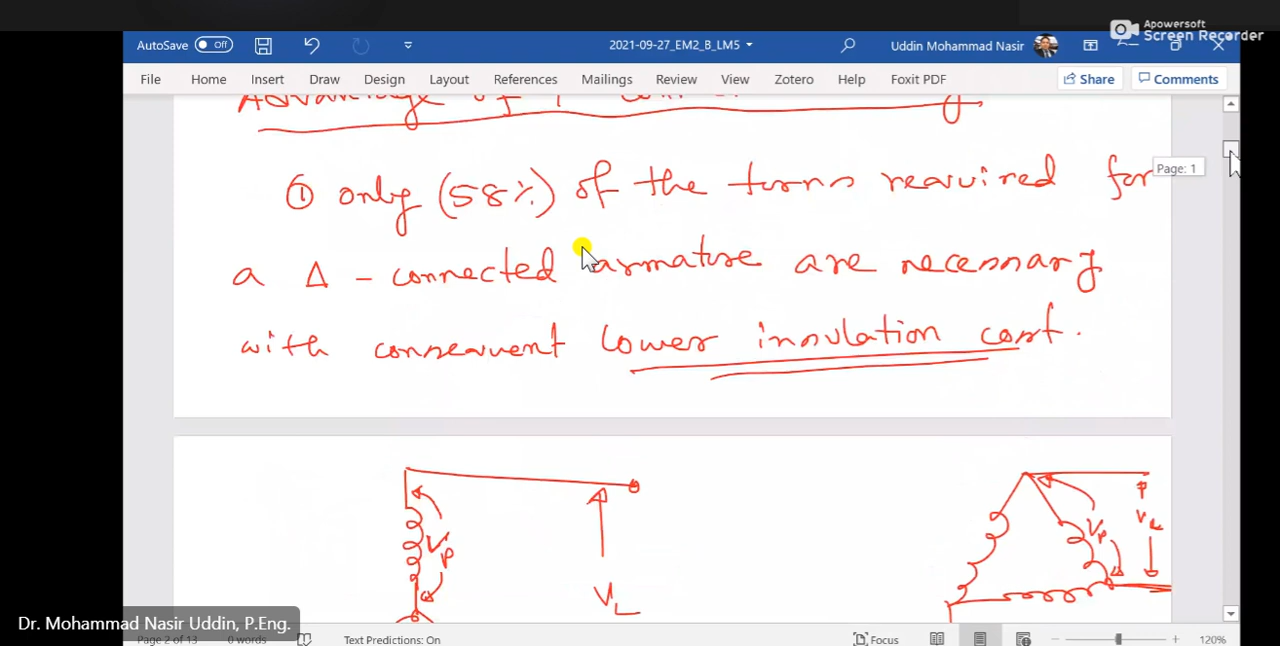 Apowersoft
Screen Recorder
AutoSave Off 2021-09-27_EM2_B_LM5 Uddin Mohammad Nasir
File Home Insert Draw Design Layout References Mailings Review View Zotero Help Foxit PDF Share Comments
Advantage of
① only (58%) of the turns required for
Page: 1
a Δ - connected armature are necessary
with consequent lower insulation cost.
Vp Vp VL
VL
Dr. Mohammad Nasir Uddin, P.Eng.
Page 2 of 13 0 words Text Predictions: On Focus 120%